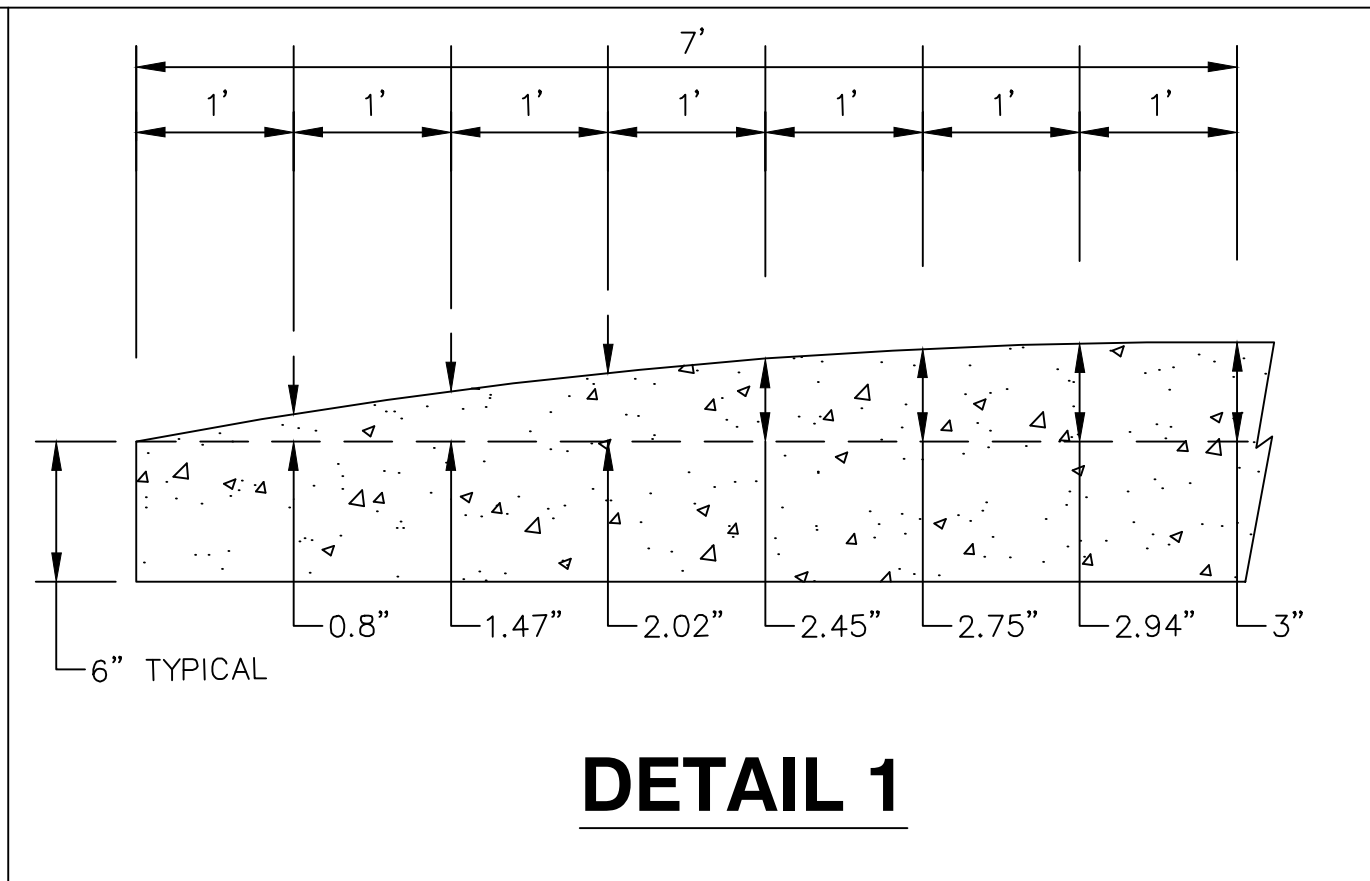 7’
1’ 1’ 1’ 1’ 1’ 1’ 1’
0.8” 1.47” 2.02” 2.45” 2.75” 2.94” 3”
6” TYPICAL
DETAIL 1